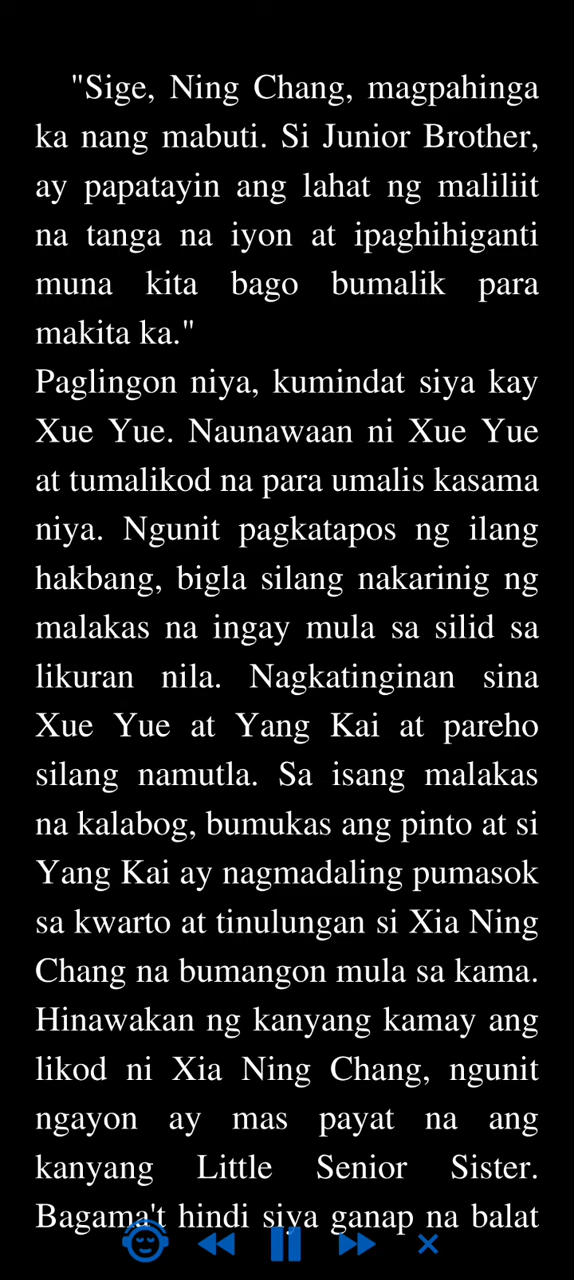 "Sige, Ning Chang, magpahinga
ka nang mabuti. Si Junior Brother,
ay papatayin ang lahat ng maliliit
na tanga na iyon at ipaghihiganti
muna kita bago bumalik para
makita ka."
Paglingon niya, kumindat siya kay
Xue Yue. Naunawaan ni Xue Yue
at tumalikod na para umalis kasama
niya. Ngunit pagkatapos ng ilang
hakbang, bigla silang nakarinig ng
malakas na ingay mula sa silid sa
likuran nila. Nagkatinginan sina
Xue Yue at Yang Kai at pareho
silang namutla. Sa isang malakas
na kalabog, bumukas ang pinto at si
Yang Kai ay nagmadaling pumasok
sa kwarto at tinulungan si Xia Ning
Chang na bumangon mula sa kama.
Hinawakan ng kanyang kamay ang
likod ni Xia Ning Chang, ngunit
ngayon ay mas payat na ang
kanyang Little Senior Sister.
Bagama't hindi siya ganap na balat